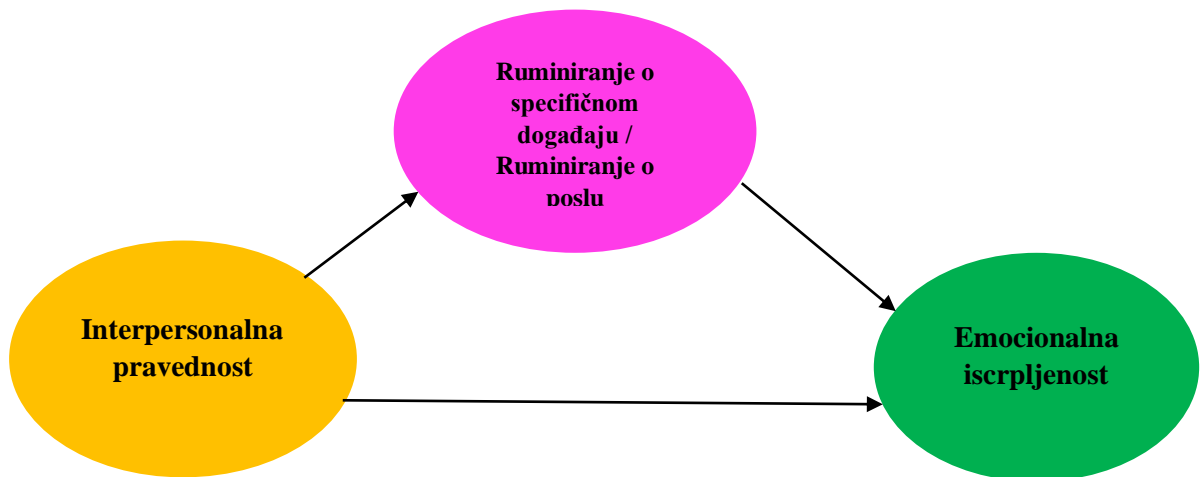 Ruminiranje o
specifičnom
događaju /
Ruminiranje o
poslu
Interpersonalna
pravednost
Emocionalna
iscrpljenost